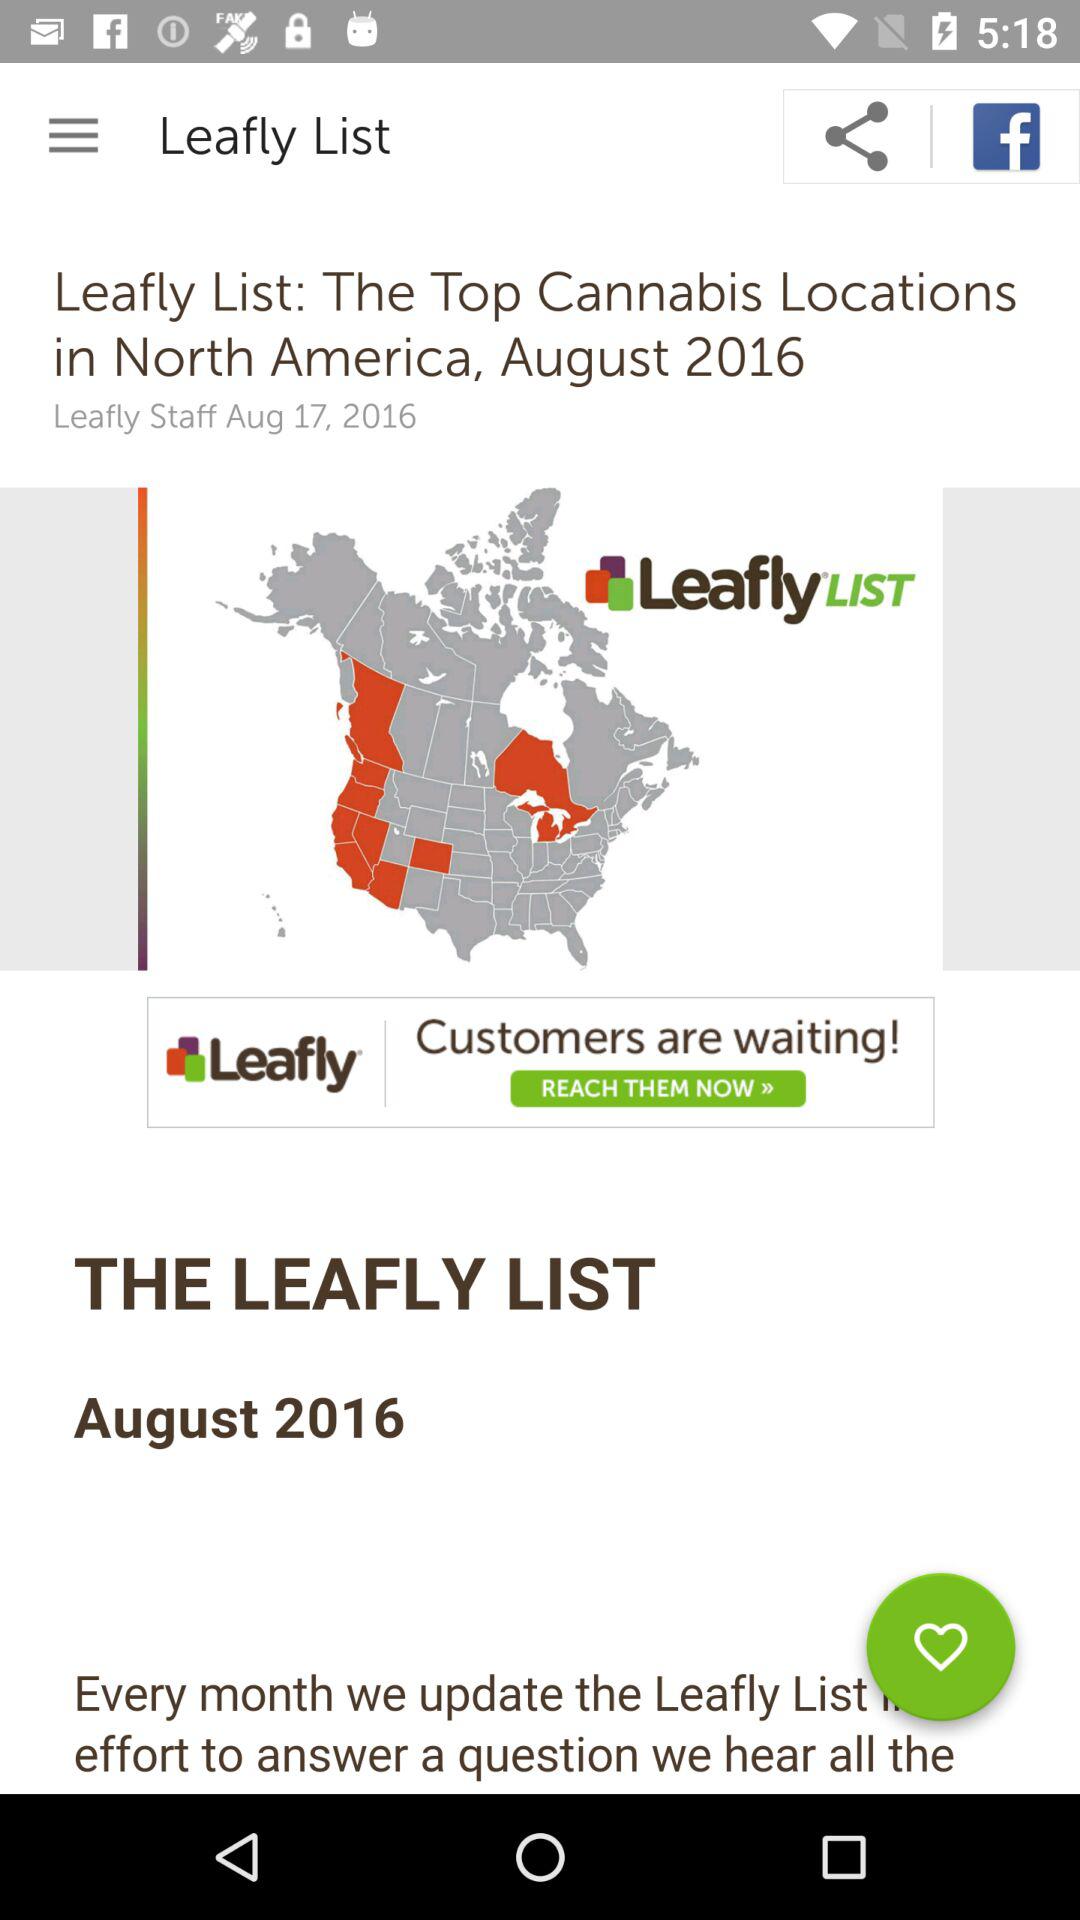 FAKE
5:18
Leafly List
Leafly List: The Top Cannabis Locations
in North America, August 2016
Leafly Staff Aug 17, 2016
Leafly LIST
Leafly
Customers are waiting!
REACH THEM NOW »
THE LEAFLY LIST
August 2016
Every month we update the Leafly List
effort to answer a question we hear all the